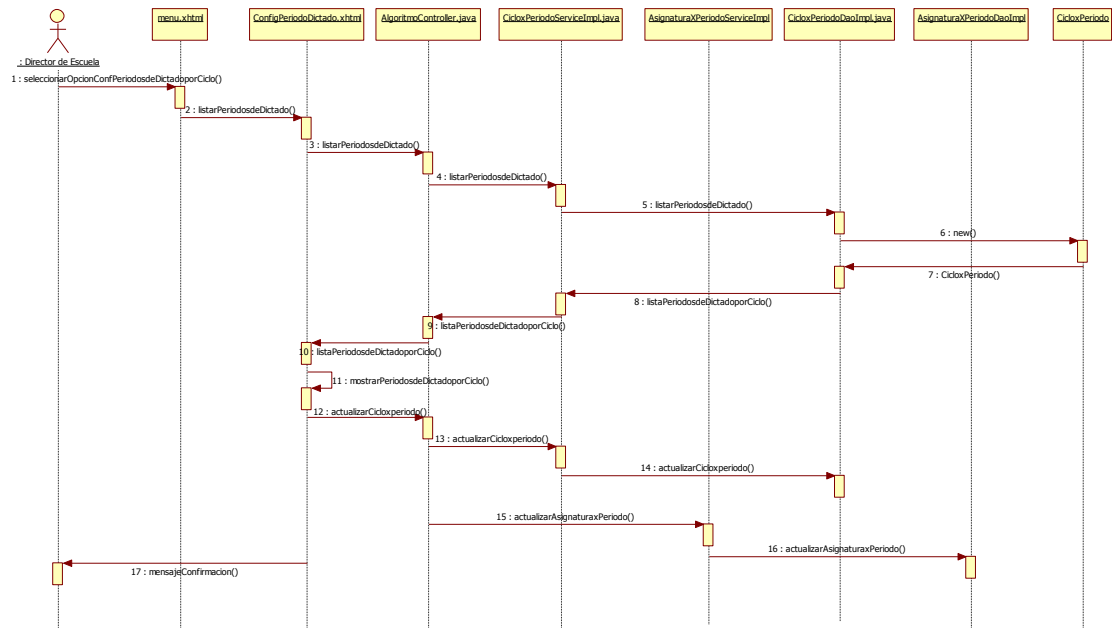 menu.xhtml
ConfigPeriodoDictado.xhtml
AlgoritmoController.java
CicloxPeriodoServiceImpl.java
AsignaturaXPeriodoServiceImpl
CicloxPeriodoDaoImpl.java
AsignaturaXPeriodoDaoImpl
CicloxPeriodo
: Director de Escuela
1 : seleccionarOpcionConfPeriodosdeDictadoporCiclo()
2 : listarPeriodosdeDictado()
3 : listarPeriodosdeDictado()
4 : listarPeriodosdeDictado()
5 : listarPeriodosdeDictado()
6 : new()
7 : CicloxPeriodo()
8 : listaPeriodosdeDictadoporCiclo()
9 : listaPeriodosdeDictadoporCiclo()
10 : listaPeriodosdeDictadoporCiclo()
11 : mostrarPeriodosdeDictadoporCiclo()
12 : actualizarCicloxperiodo()
13 : actualizarCicloxperiodo()
14 : actualizarCicloxperiodo()
15 : actualizarAsignaturaxPeriodo()
16 : actualizarAsignaturaxPeriodo()
17 : mensajeConfirmacion()